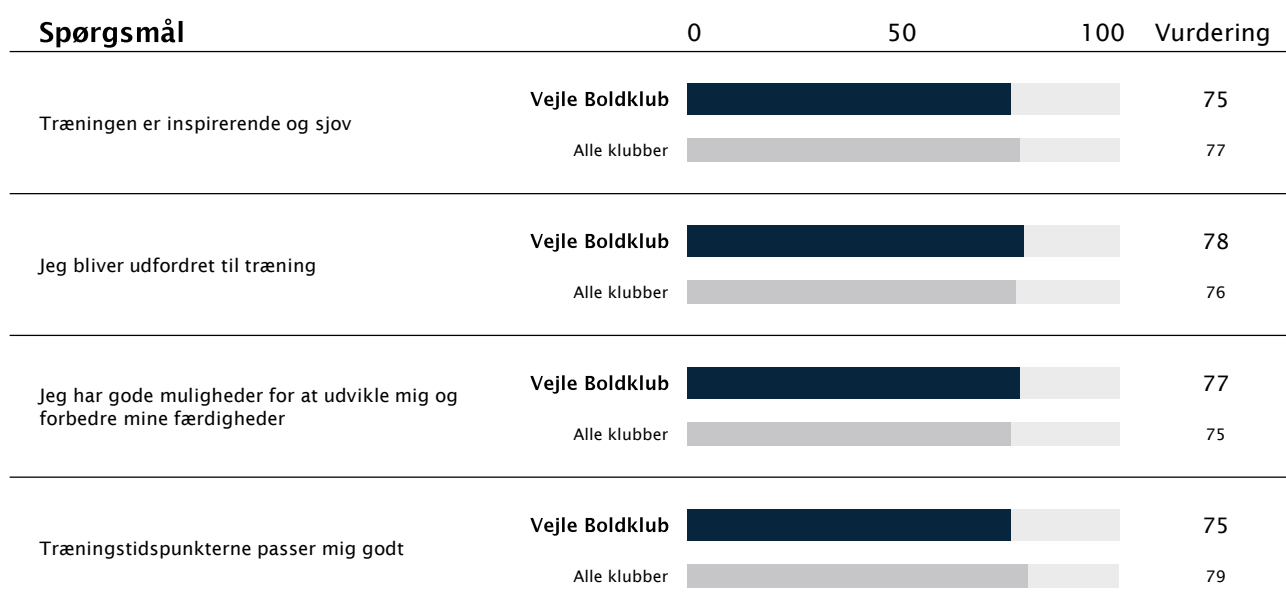 Spørgsmål 0 50 100 Vurdering
Vejle Boldklub 75
Træningen er inspirerende og sjov
Alle klubber 77
Vejle Boldklub 78
Jeg bliver udfordret til træning
Alle klubber 76
Vejle Boldklub 77
Jeg har gode muligheder for at udvikle mig og
forbedre mine færdigheder
Alle klubber 75
Vejle Boldklub 75
Træningstidspunkterne passer mig godt
Alle klubber 79